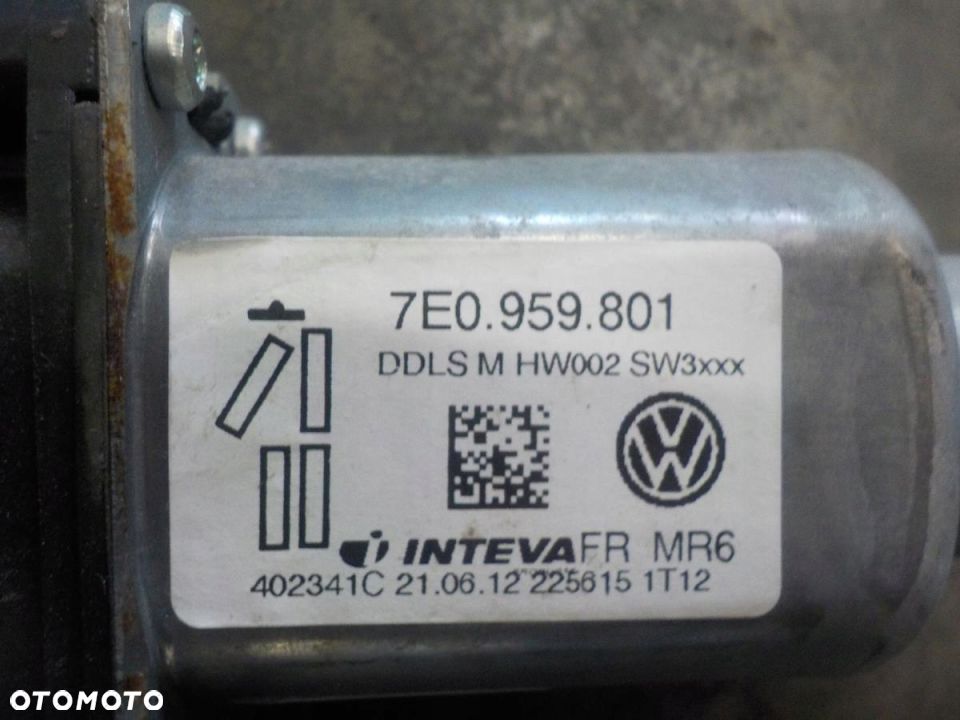 7E0.959.801
DDLS M HW002 SW3xxx
INTEVA FR MR6
402341C 21.06.12 225615 1T12
OTOMOTO